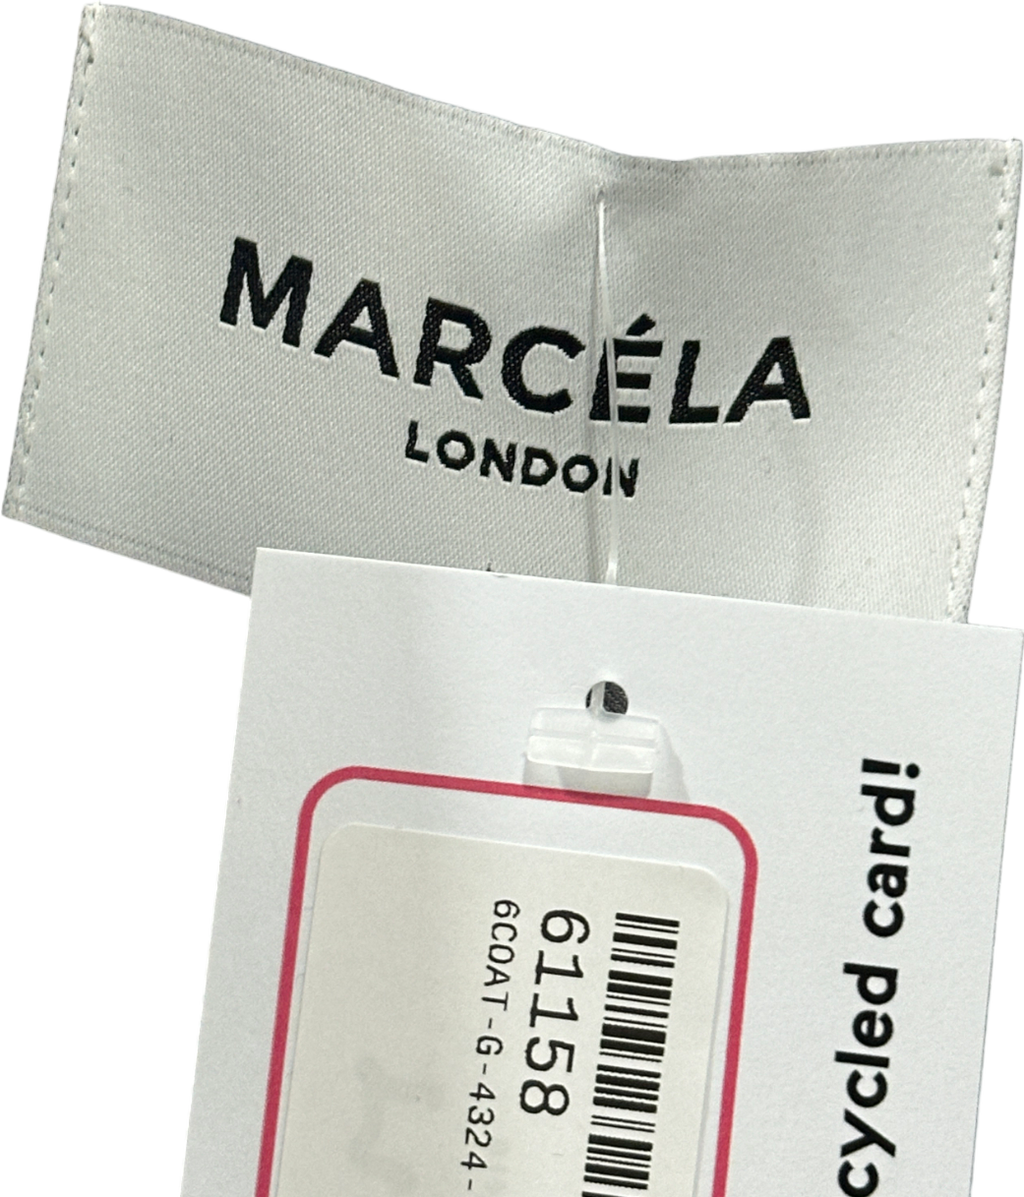 MARCÉLA
LONDON
61158
6COAT-G-4324-
cycled card!